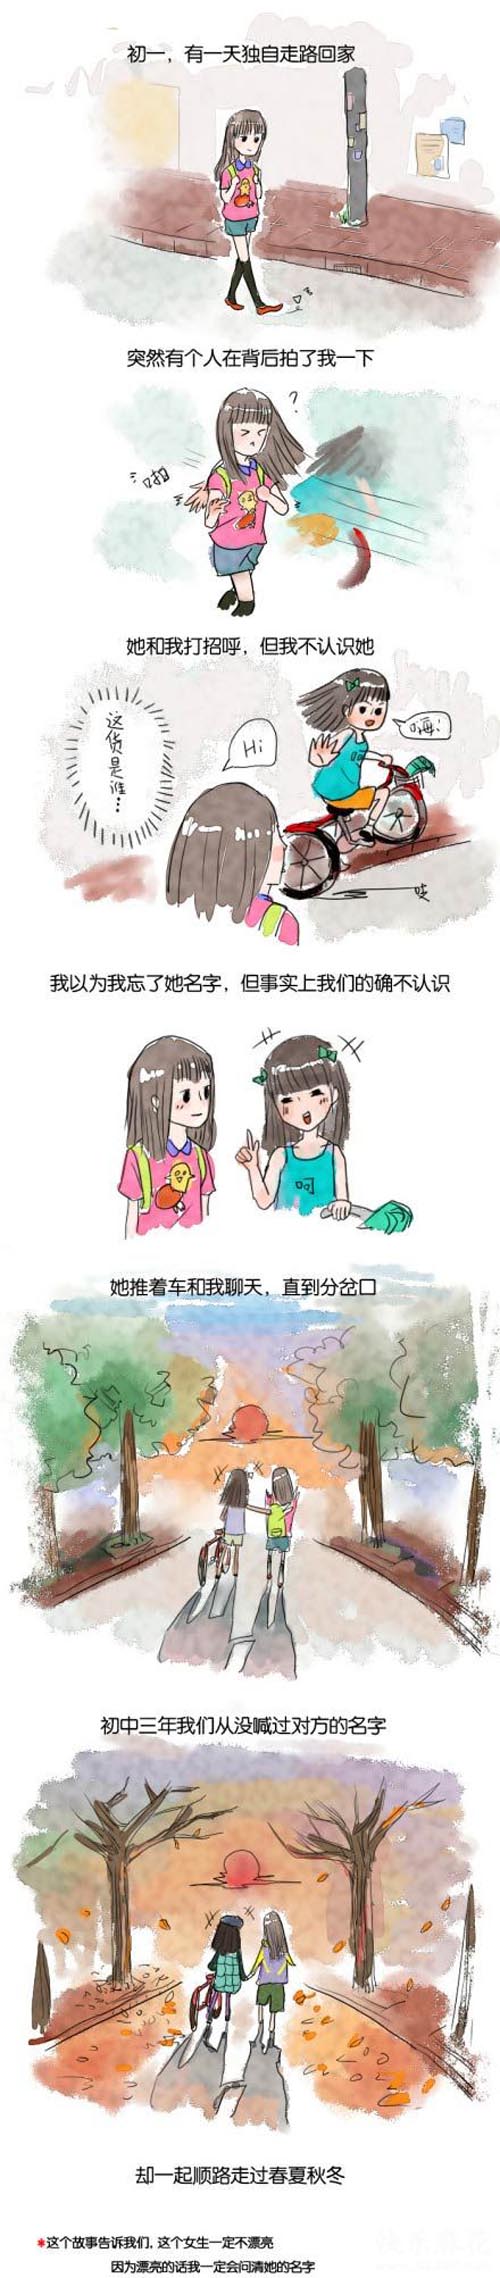 初一，有一天独自走路回家
突然有个人在背后拍了我一下
?
啪
她和我打招呼，但我不认识她
这货是谁…
Hi
嗨!
吱
我以为我忘了她名字，但事实上我们的确不认识
呵
她推着车和我聊天，直到分岔口
初中三年我们从没喊过对方的名字
却一起顺路走过春夏秋冬
*这个故事告诉我们，这个女生一定不漂亮
因为漂亮的话我一定会问清她的名字